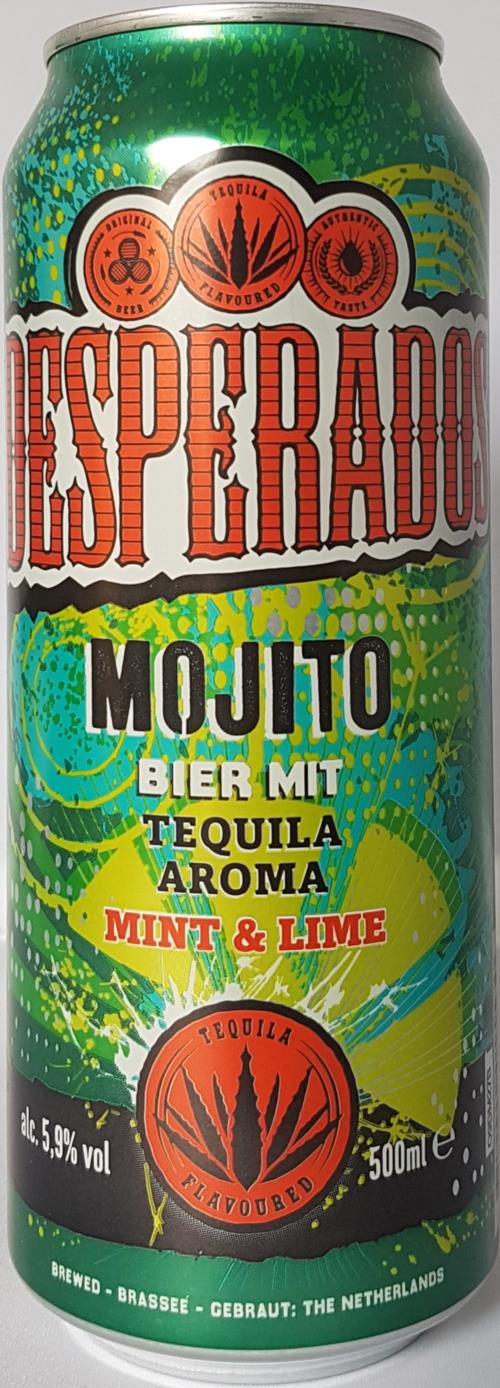 TEQUILA
FLAVOURED
ORIGINAL
BEER
AUTHENTIC
TASTE
DESPERADOS
MOJITO
BIER MIT
TEQUILA
AROMA
MINT & LIME
TEQUILA
FLAVOURED
alc. 5,9% vol
500ml e
BREWED - BRASSEE - GEBRAUT: THE NETHERLANDS